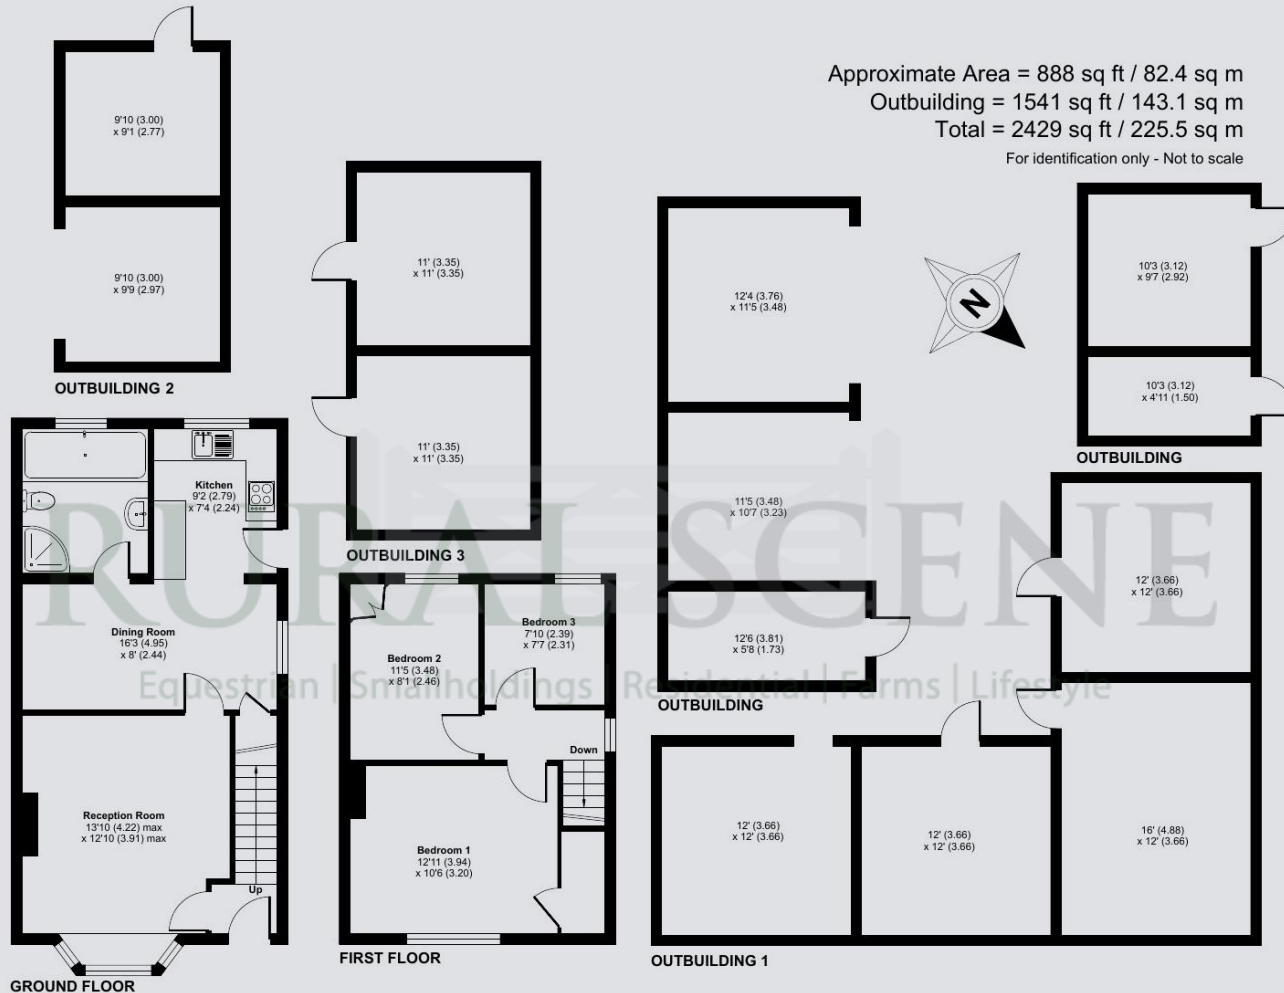 Approximate Area = 888 sq ft / 82.4 sq m
Outbuilding = 1541 sq ft / 143.1 sq m
Total = 2429 sq ft / 225.5 sq m
For identification only - Not to scale
9'10 (3.00)
x 9'1 (2.77)
9'10 (3.00)
x 9'9 (2.97)
OUTBUILDING 2
11' (3.35)
x 11' (3.35)
11' (3.35)
x 11' (3.35)
OUTBUILDING 3
12'4 (3.76)
x 11'5 (3.48)
11'5 (3.48)
x 10'7 (3.23)
12'6 (3.81)
x 5'8 (1.73)
OUTBUILDING
N
10'3 (3.12)
x 9'7 (2.92)
10'3 (3.12)
x 4'11 (1.50)
OUTBUILDING
Kitchen
9'2 (2.79)
x 7'4 (2.24)
Dining Room
16'3 (4.95)
x 8' (2.44)
Reception Room
13'10 (4.22) max
x 12'10 (3.91) max
Up
GROUND FLOOR
Bedroom 2
11'5 (3.48)
x 8'1 (2.46)
Bedroom 3
7'10 (2.39)
x 7'7 (2.31)
Down
Bedroom 1
12'11 (3.94)
x 10'6 (3.20)
FIRST FLOOR
12' (3.66)
x 12' (3.66)
12' (3.66)
x 12' (3.66)
12' (3.66)
x 12' (3.66)
16' (4.88)
x 12' (3.66)
OUTBUILDING 1
RURAL SCENE
Equestrian | Smallholdings | Residential | Farms | Lifestyle